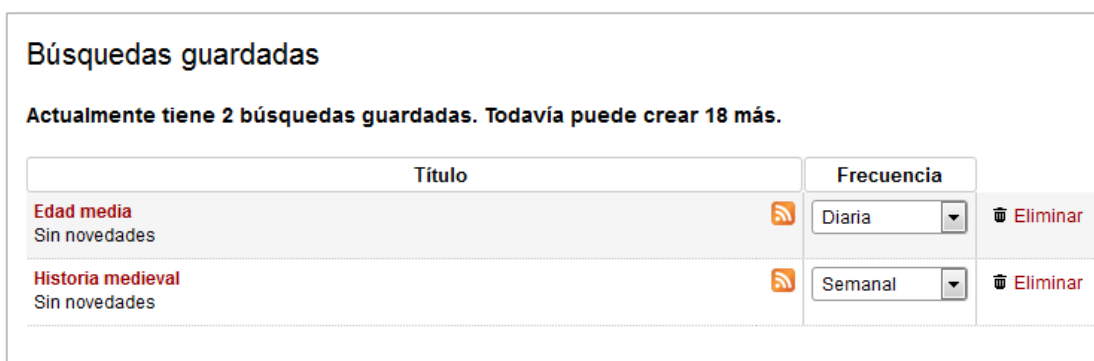 Búsquedas guardadas
Actualmente tiene 2 búsquedas guardadas. Todavía puede crear 18 más.
Título Frecuencia
Edad media Diaria Eliminar
Sin novedades
Historia medieval Semanal Eliminar
Sin novedades